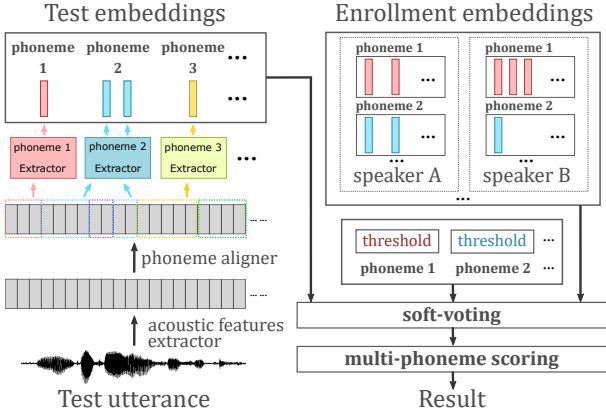 Test embeddings
phoneme 1
phoneme 2
phoneme 3
...
...
phoneme 1 Extractor
phoneme 2 Extractor
phoneme 3 Extractor
...
... ...
phoneme aligner
... ...
acoustic features extractor
Test utterance
Enrollment embeddings
phoneme 1
...
phoneme 2
...
...
speaker A
phoneme 1
...
phoneme 2
...
...
speaker B
...
threshold
threshold
...
phoneme 1
phoneme 2
...
soft-voting
multi-phoneme scoring
Result